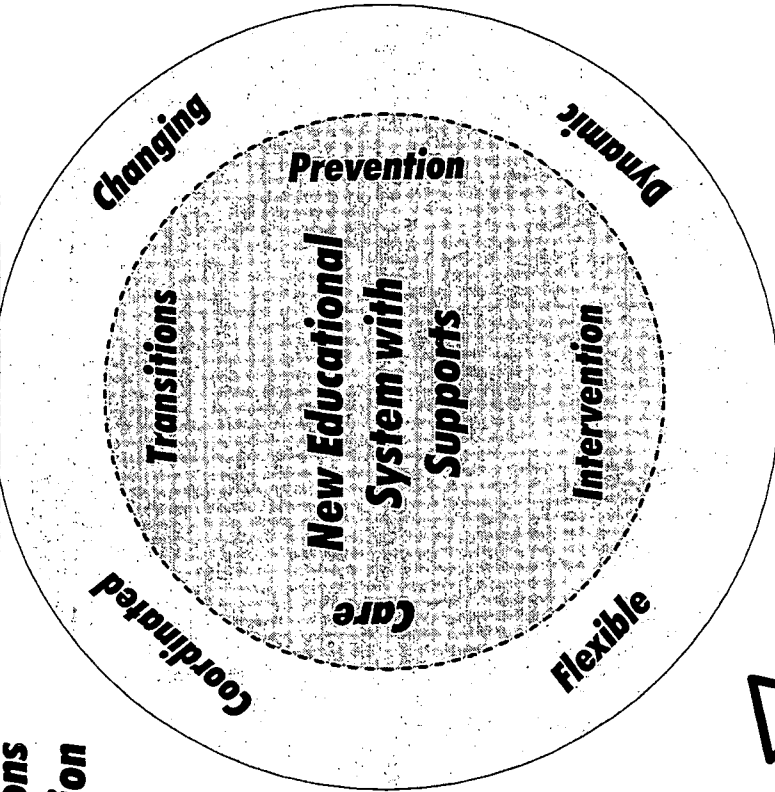 Changing
Dynamic
Flexible
Coordinated
Transitions
Prevention
Intervention
Care
New Educational
System with
Supports